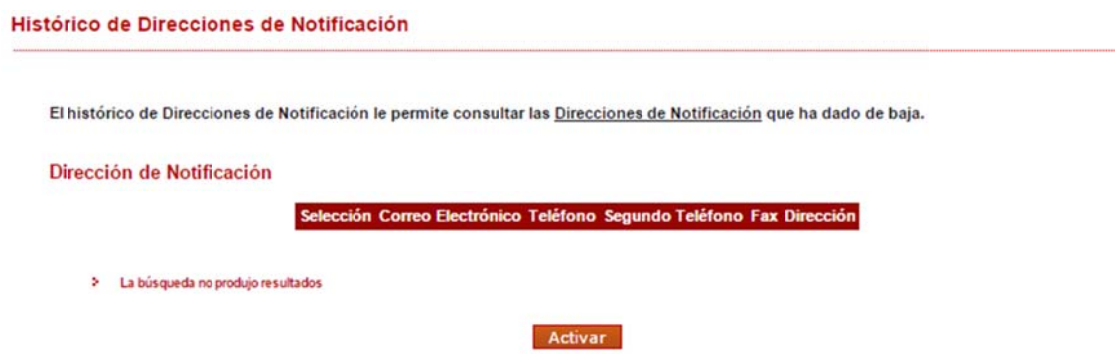 Histórico de Direcciones de Notificación
El histórico de Direcciones de Notificación le permite consultar las Direcciones de Notificación que ha dado de baja.
Dirección de Notificación
Selección Correo Electrónico Teléfono Segundo Teléfono Fax Dirección
La búsqueda no produjo resultados
Activar